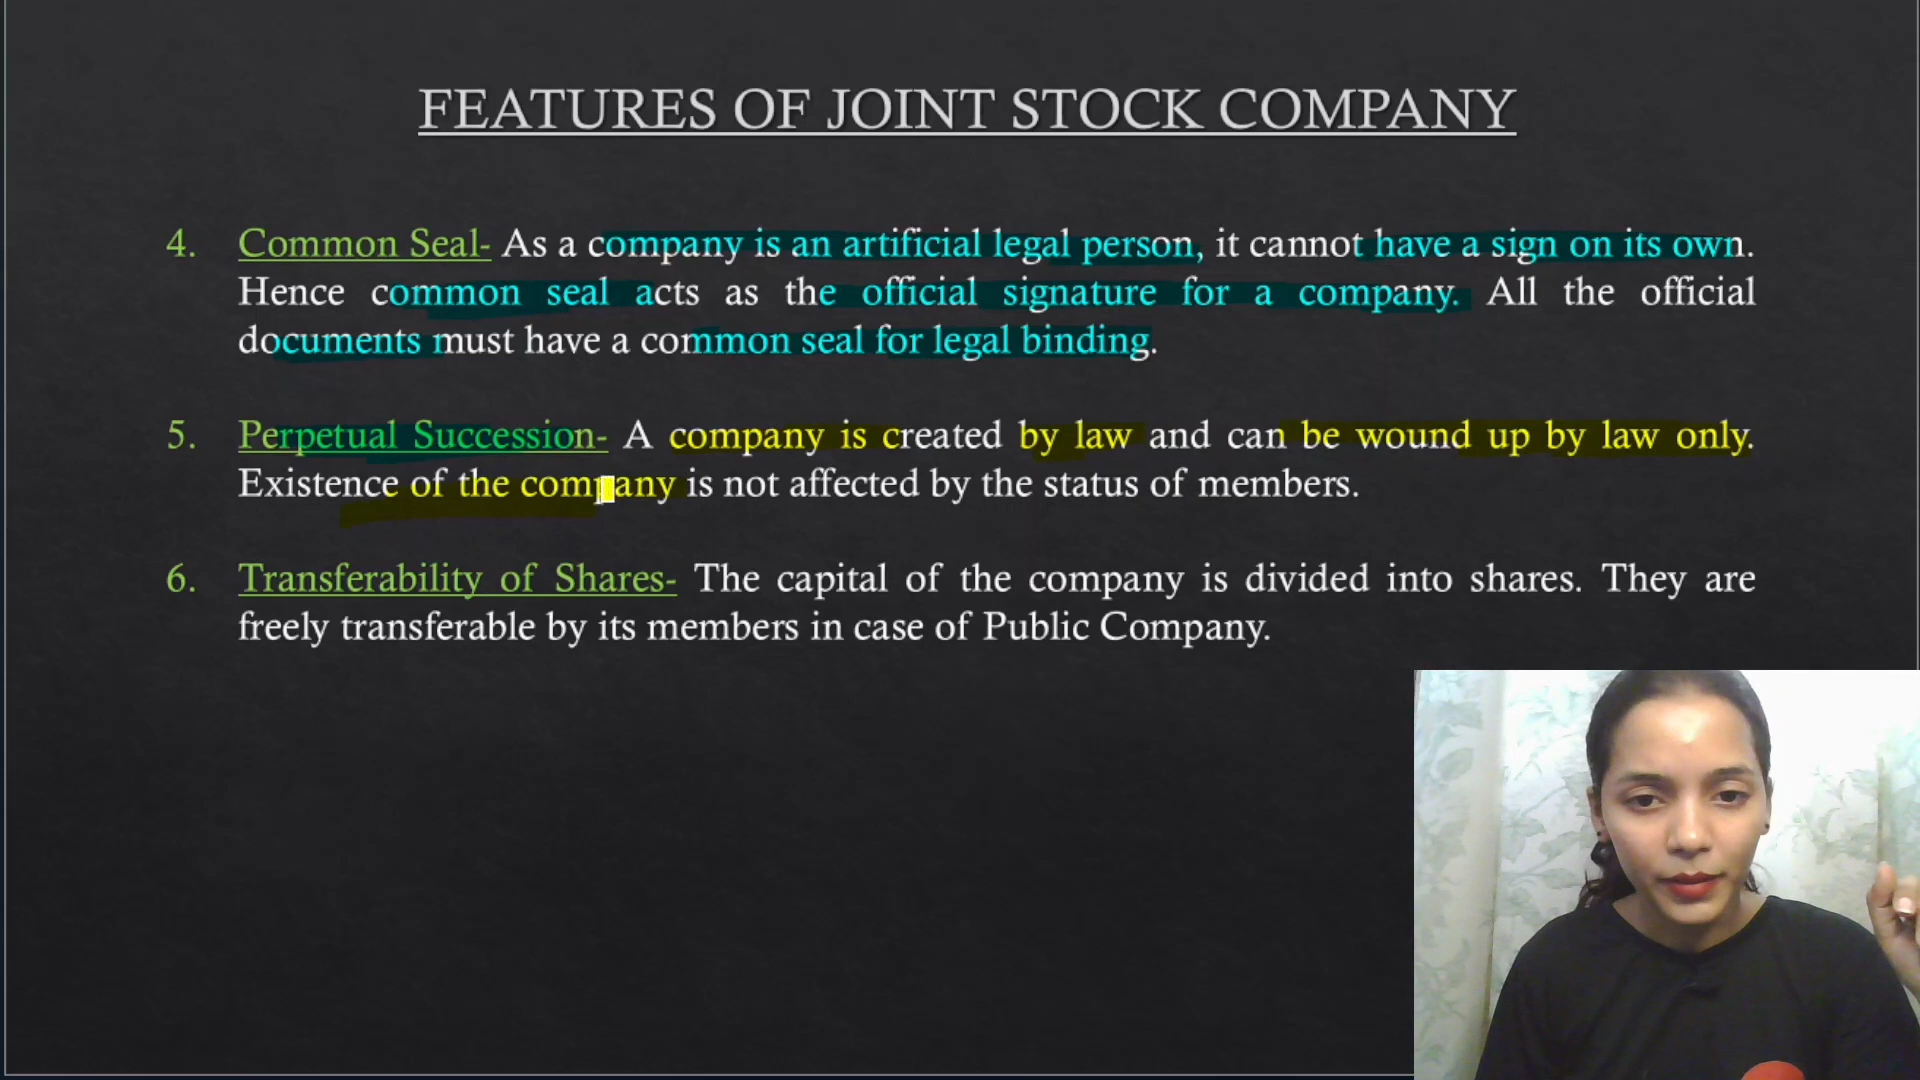 FEATURES OF JOINT STOCK COMPANY
4. Common Seal- As a company is an artificial legal person, it cannot have a sign on its own.
Hence common seal acts as the official signature for a company. All the official
documents must have a common seal for legal binding.
5. Perpetual Succession- A company is created by law and can be wound up by law only.
Existence of the company is not affected by the status of members.
6. Transferability of Shares- The capital of the company is divided into shares. They are
freely transferable by its members in case of Public Company.